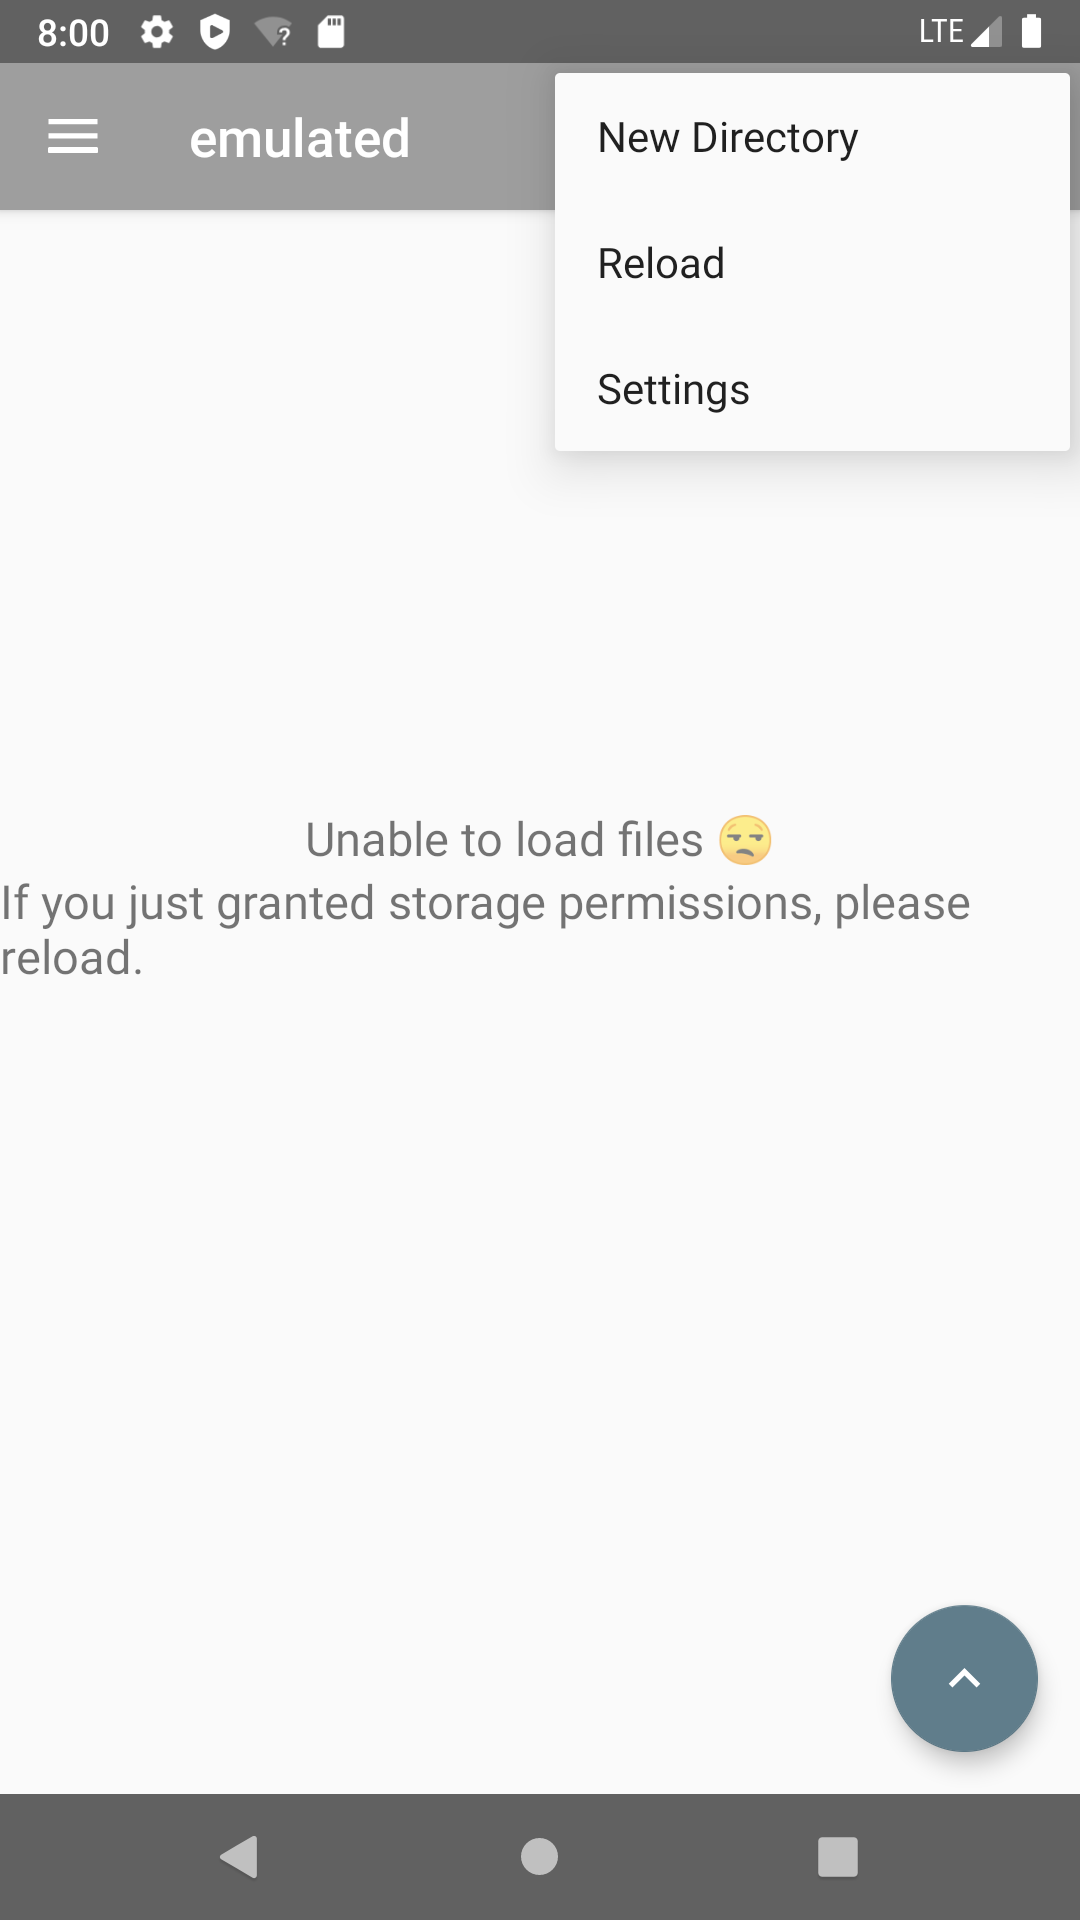 8:00
LTE
emulated
New Directory
Reload
Settings
Unable to load files 😒
If you just granted storage permissions, please
reload.